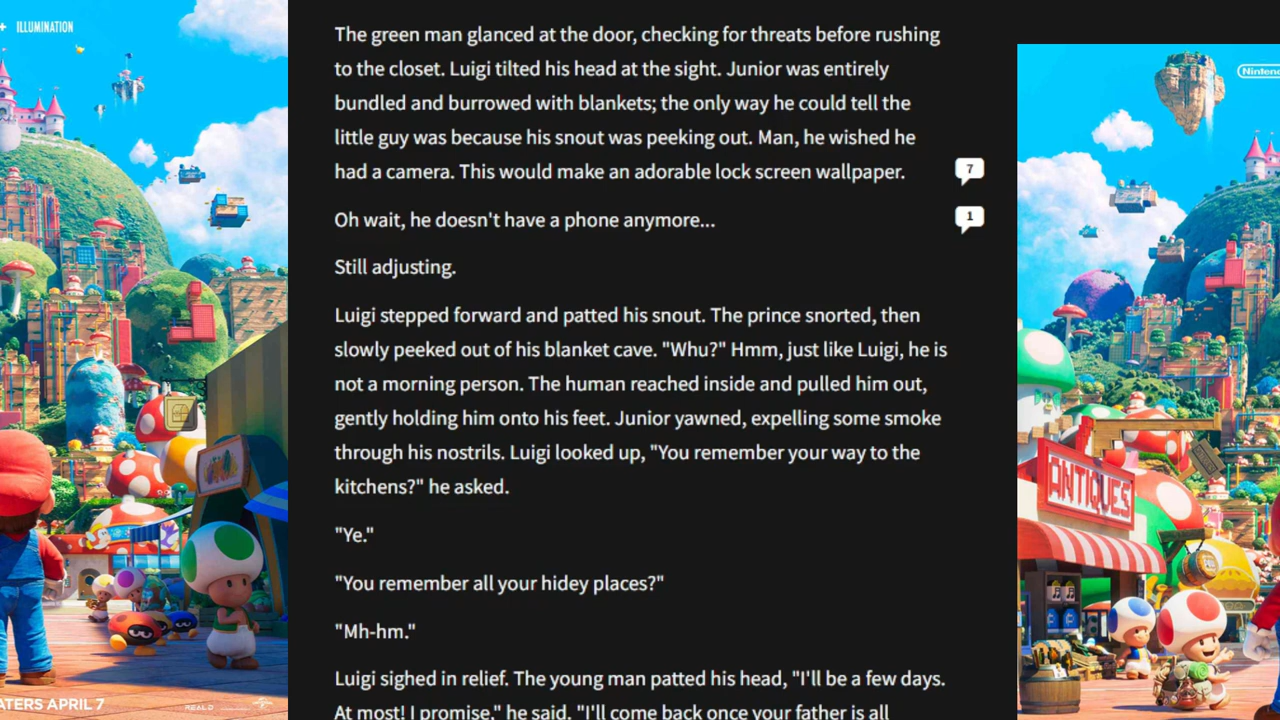 ILLUMINATION
The green man glanced at the door, checking for threats before rushing
to the closet. Luigi tilted his head at the sight. Junior was entirely
bundled and burrowed with blankets; the only way he could tell the
little guy was because his snout was peeking out. Man, he wished he
had a camera. This would make an adorable lock screen wallpaper.
7
Oh wait, he doesn't have a phone anymore...
1
Still adjusting.
Luigi stepped forward and patted his snout. The prince snorted, then
slowly peeked out of his blanket cave. "Whu?" Hmm, just like Luigi, he is
not a morning person. The human reached inside and pulled him out,
gently holding him onto his feet. Junior yawned, expelling some smoke
through his nostrils. Luigi looked up, "You remember your way to the
kitchens?" he asked.
"Ye."
"You remember all your hidey places?"
"Mh-hm."
Luigi sighed in relief. The young man patted his head, "I'll be a few days.
At most! I promise," he said. "I'll come back once your father is all
ATERS APRIL 7
REALD
Ninten
ANTIQUES